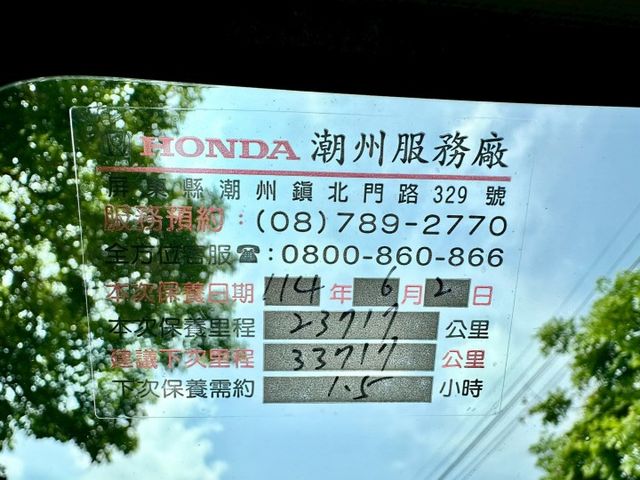 HONDA 潮州服務廠
屏東縣潮州鎮北門路329號
服務預約：(08)789-2770
全方位客服☎：0800-860-866
本次保養日期 114 年 6 月 2 日
本次保養里程 23717 公里
建議下次里程 33717 公里
下次保養需約 1.5 小時